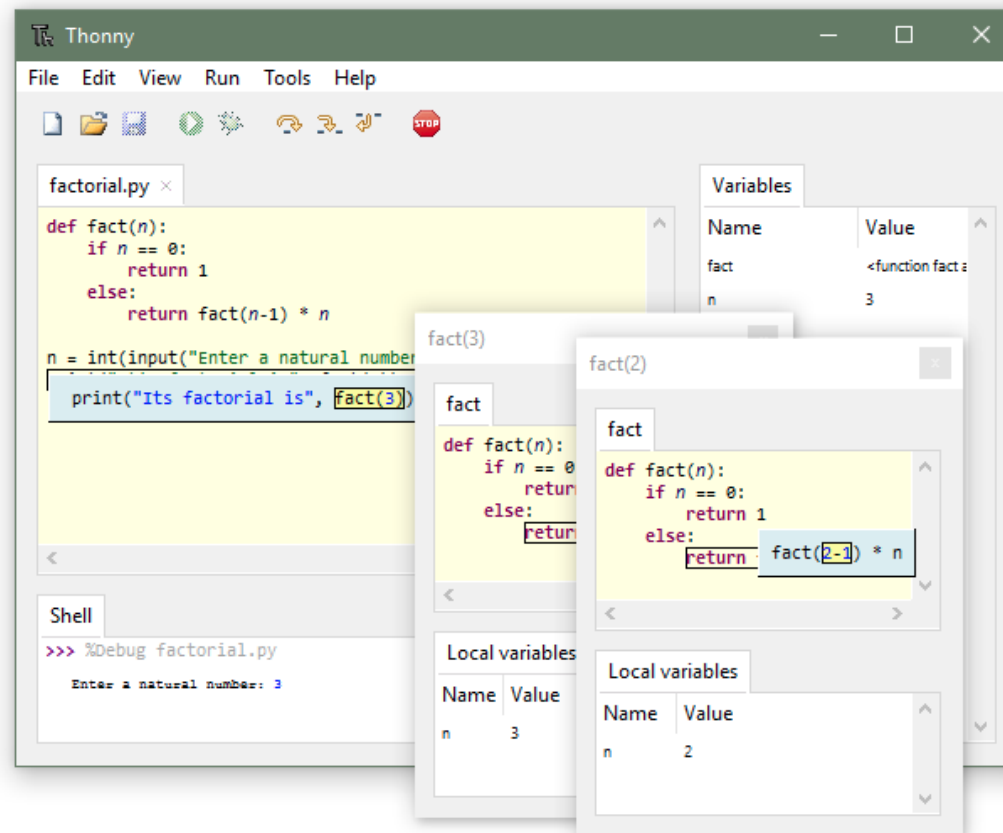 Th Thonny
File Edit View Run Tools Help
STOP
factorial.py ×
def fact(n):
    if n == 0:
        return 1
    else:
        return fact(n-1) * n
n = int(input("Enter a natural number
print("Its factorial is", fact(3))
Shell
>>> %Debug factorial.py
Enter a natural number: 3
Variables
Name Value
fact <function fact a
n 3
fact(3)
fact
def fact(n):
    if n == 0
        return
    else:
        return
Local variables
Name Value
n 3
fact(2) x
fact
def fact(n):
    if n == 0:
        return 1
    else:
        return fact(2-1) * n
Local variables
Name Value
n 2